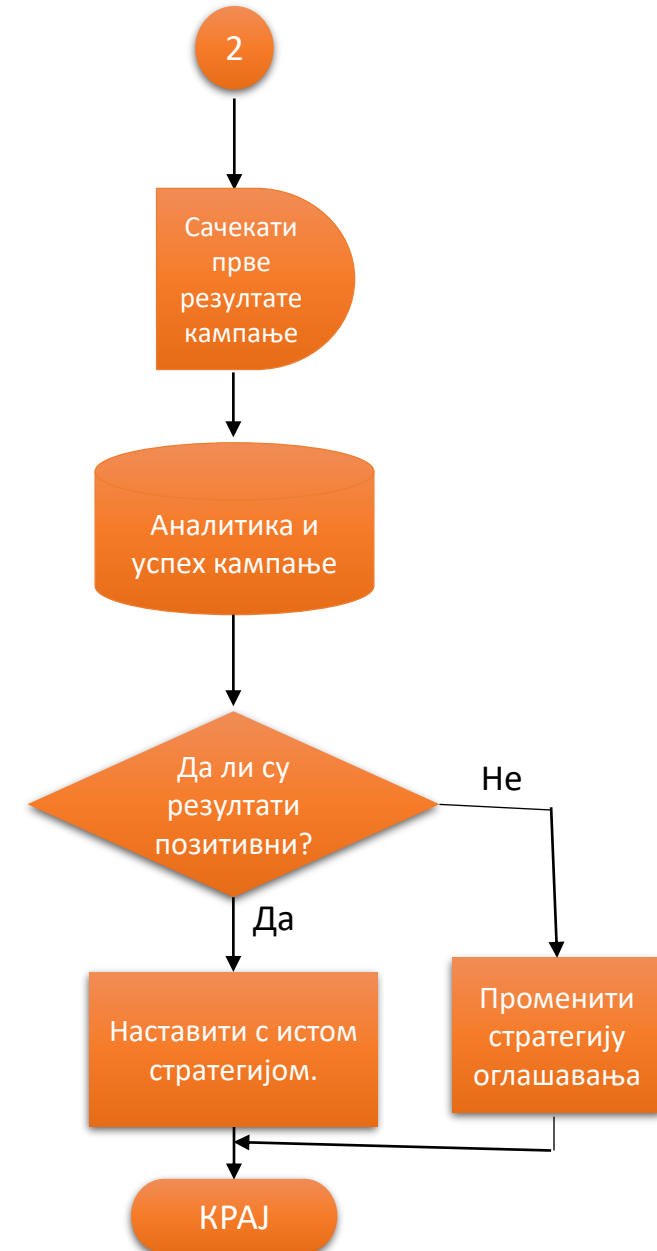 2
Сачекати
прве
резултате
кампање
Аналитика и
успех кампање
Да ли су
резултати
позитивни?
Не
Да
Наставити с истом
стратегијом.
Променити
стратегију
оглашавања
КРАЈ